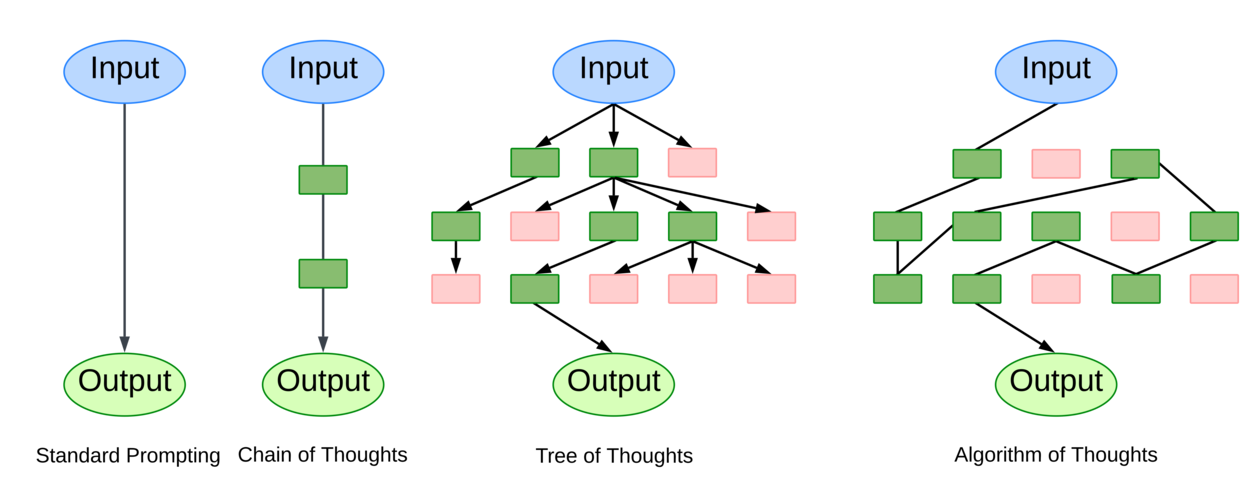 Input
Input
Input
Input
Output
Output
Output
Output
Standard Prompting
Chain of Thoughts
Tree of Thoughts
Algorithm of Thoughts